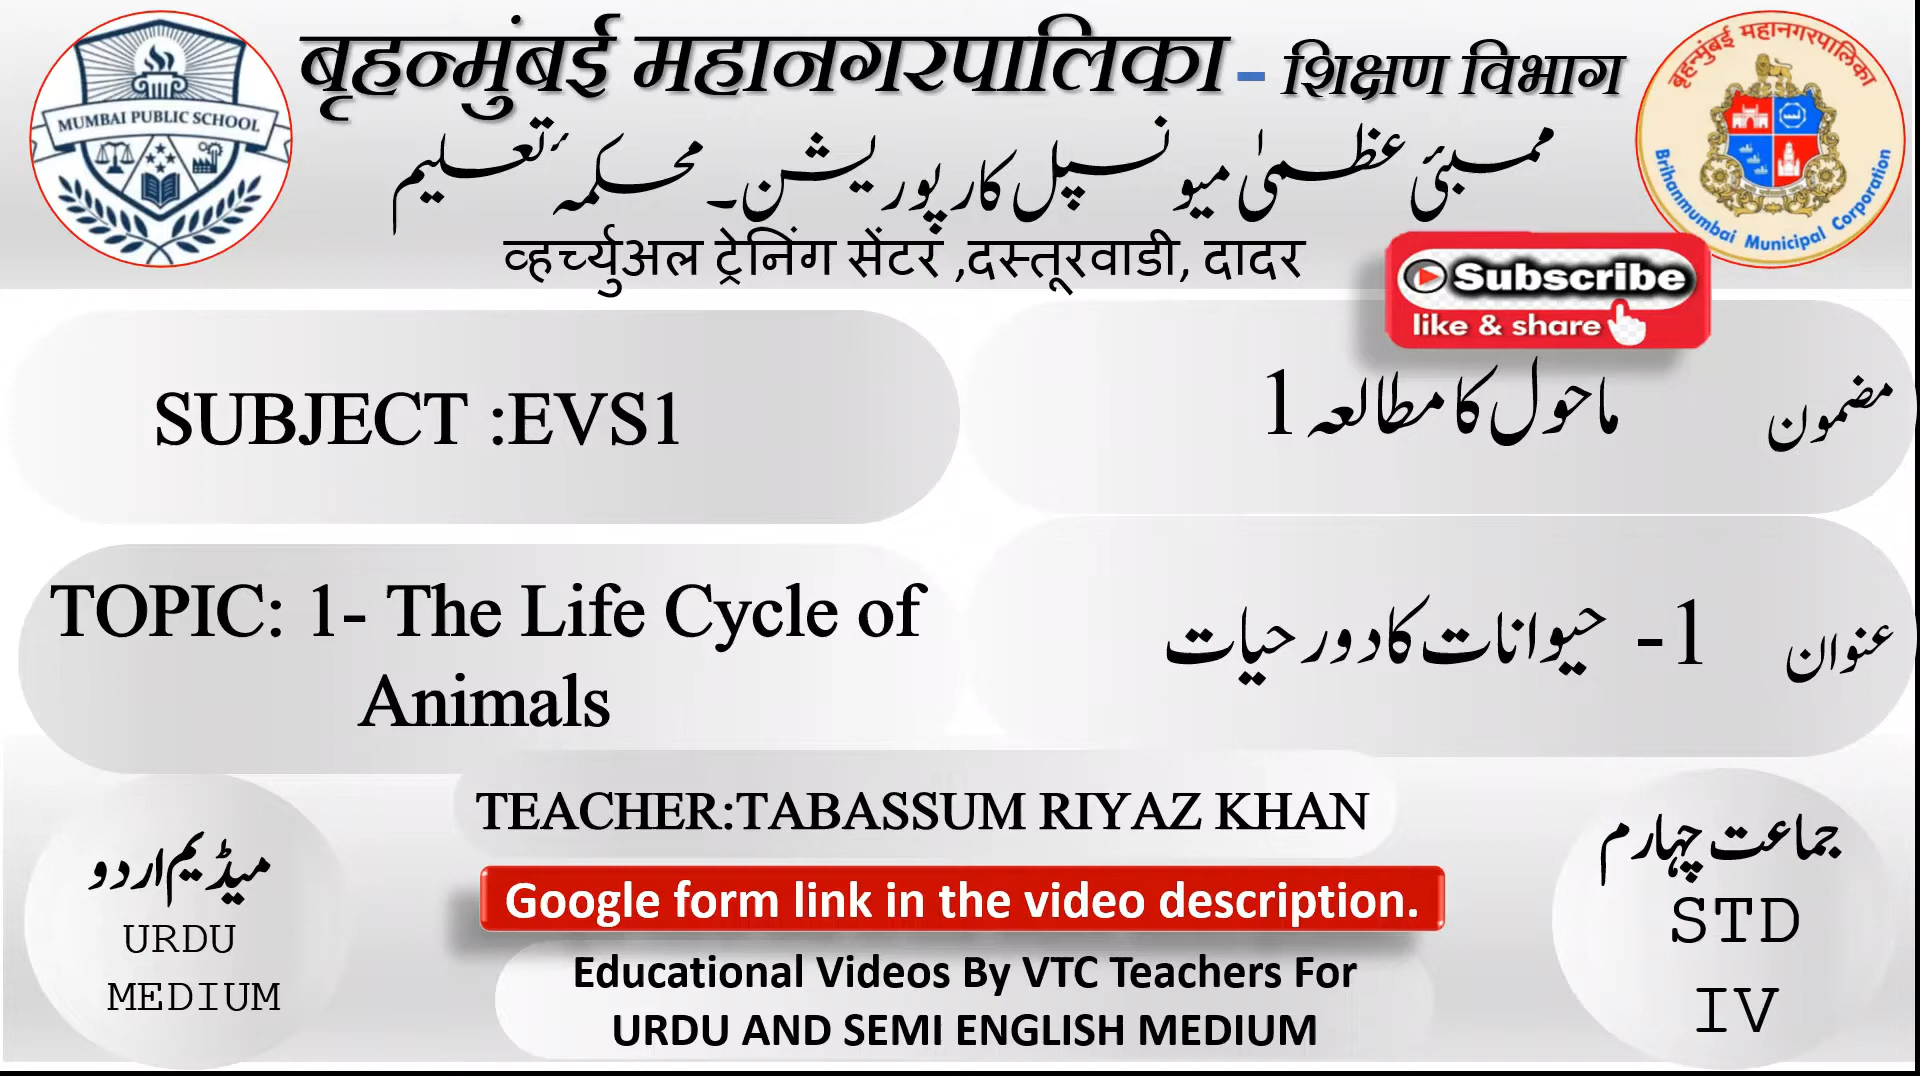 MUMBAI PUBLIC SCHOOL
बृहन्मुंबई महानगरपालिका - शिक्षण विभाग
बृहन्मुंबई महानगरपालिका
Brihanmumbai Municipal Corporation
ممبئی عظمیٰ میونسپل کارپوریشن۔ محکمۂ تعلیم
व्हर्च्युअल ट्रेनिंग सेंटर ,दस्तूरवाडी, दादर
Subscribe
like & share
SUBJECT :EVS1
مضمون ماحول کا مطالعہ 1
TOPIC: 1- The Life Cycle of
Animals
عنوان 1- حیوانات کا دور حیات
TEACHER:TABASSUM RIYAZ KHAN
میڈیم اردو
URDU
MEDIUM
جماعت چہارم
STD
IV
Google form link in the video description.
Educational Videos By VTC Teachers For
URDU AND SEMI ENGLISH MEDIUM